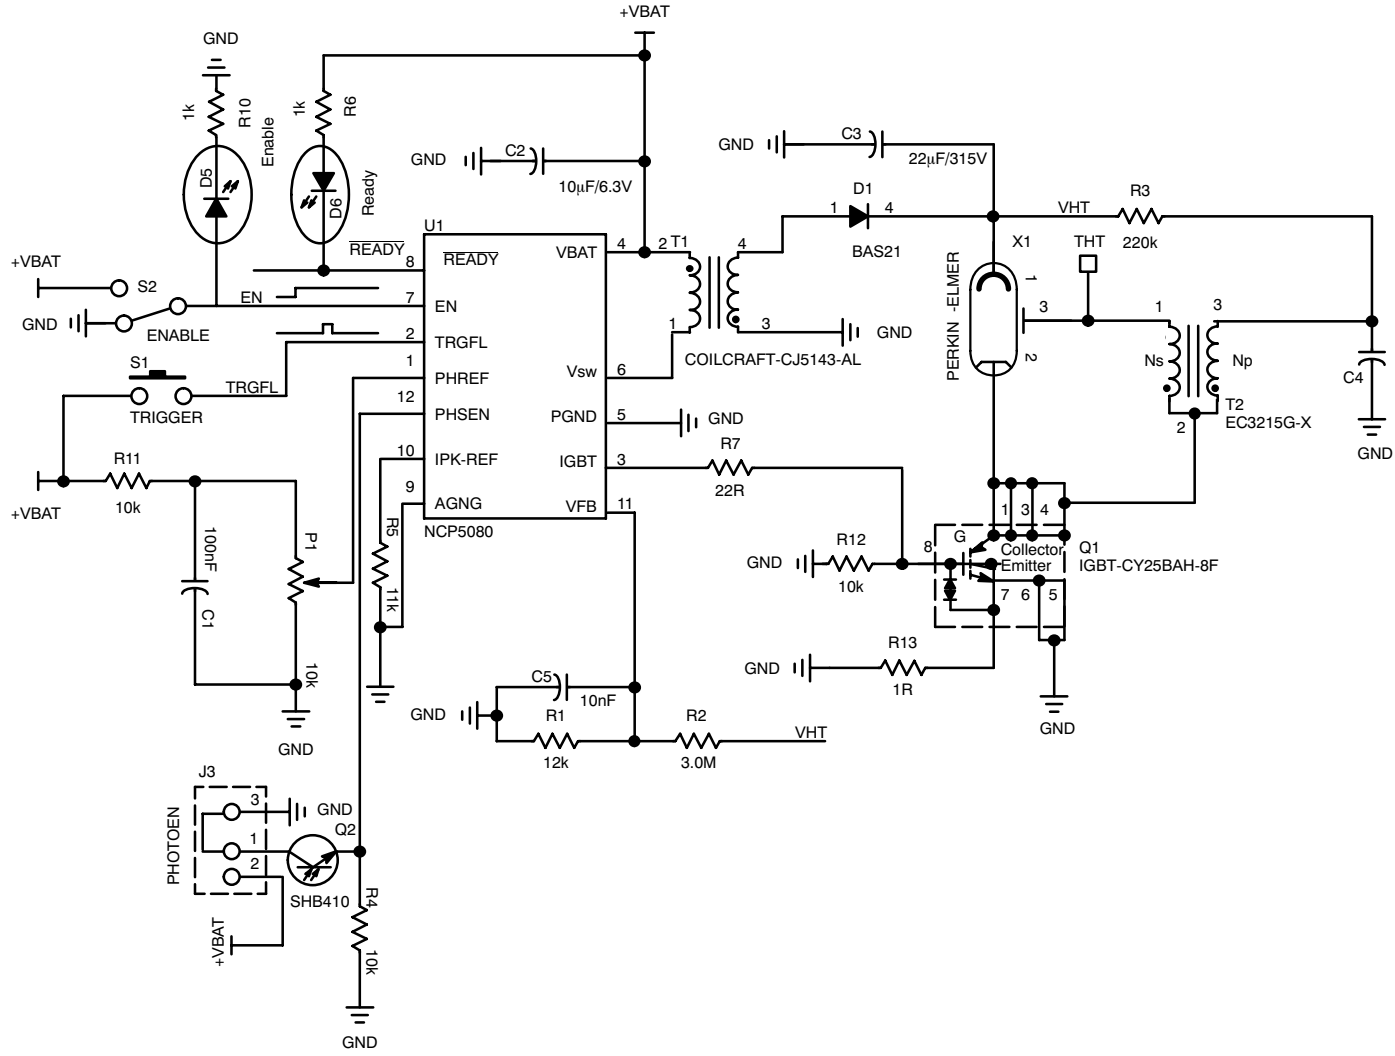 +VBAT
GND
1k
R10
Enable
D5
1k
R6
Ready
D6
GND
C2
10µF/6.3V
GND
C3
22µF/315V
D1
1
4
BAS21
VHT
R3
220k
X1
THT
PERKIN -ELMER
1
3
2
U1
READY
8
READY
VBAT
4
2
T1
4
+VBAT
S2
GND
ENABLE
EN
7
EN
2
TRGFL
1
3
GND
COILCRAFT-CJ5143-AL
1
3
Ns
Np
C4
T2
2
EC3215G-X
GND
S1
TRGFL
TRIGGER
1
PHREF
Vsw
6
12
PHSEN
PGND
5
GND
10
IPK-REF
IGBT
3
R7
22R
9
AGNG
VFB
11
NCP5080
R11
10k
+VBAT
100nF
C1
P1
10k
GND
R5
11k
1
3
4
G
8
Collector
Emitter
Q1
IGBT-CY25BAH-8F
7
6
5
GND
R12
10k
GND
R13
1R
GND
C5
10nF
GND
R1
12k
R2
3.0M
VHT
J3
PHOTOEN
3
GND
1
2
Q2
SHB410
+VBAT
R4
10k
GND